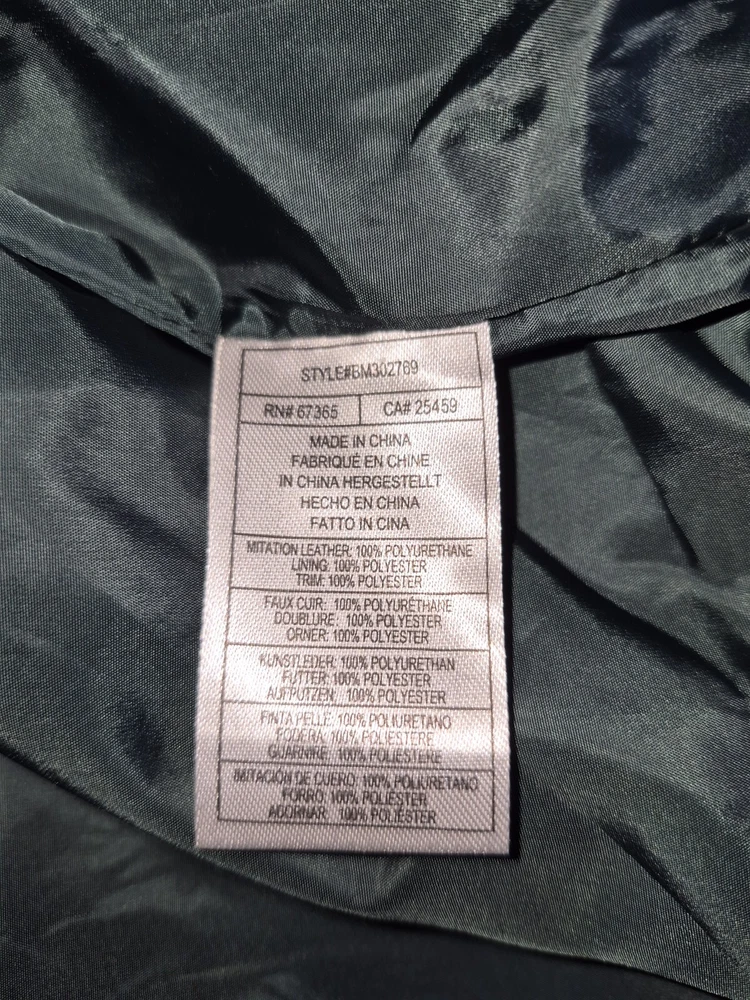 STYLE#BM302769
RN# 67365 CA# 25459
MADE IN CHINA
FABRIQUÉ EN CHINE
IN CHINA HERGESTELLT
HECHO EN CHINA
FATTO IN CINA
MITATION LEATHER: 100% POLYURETHANE
LINING: 100% POLYESTER
TRIM: 100% POLYESTER
FAUX CUIR: 100% POLYURÉTHANE
DOUBLURE: 100% POLYESTER
ORNER: 100% POLYESTER
KUNSTLEDER: 100% POLYURETHAN
FUTTER: 100% POLYESTER
AUFPUTZEN: 100% POLYESTER
FINTA PELLE: 100% POLIURETANO
FODERA: 100% POLIESTERE
GUARNIRE: 100% POLIESTERE
IMITACIÓN DE CUERO: 100% POLIURETANO
FORRO: 100% POLIÉSTER
ADORNAR: 100% POLIÉSTER